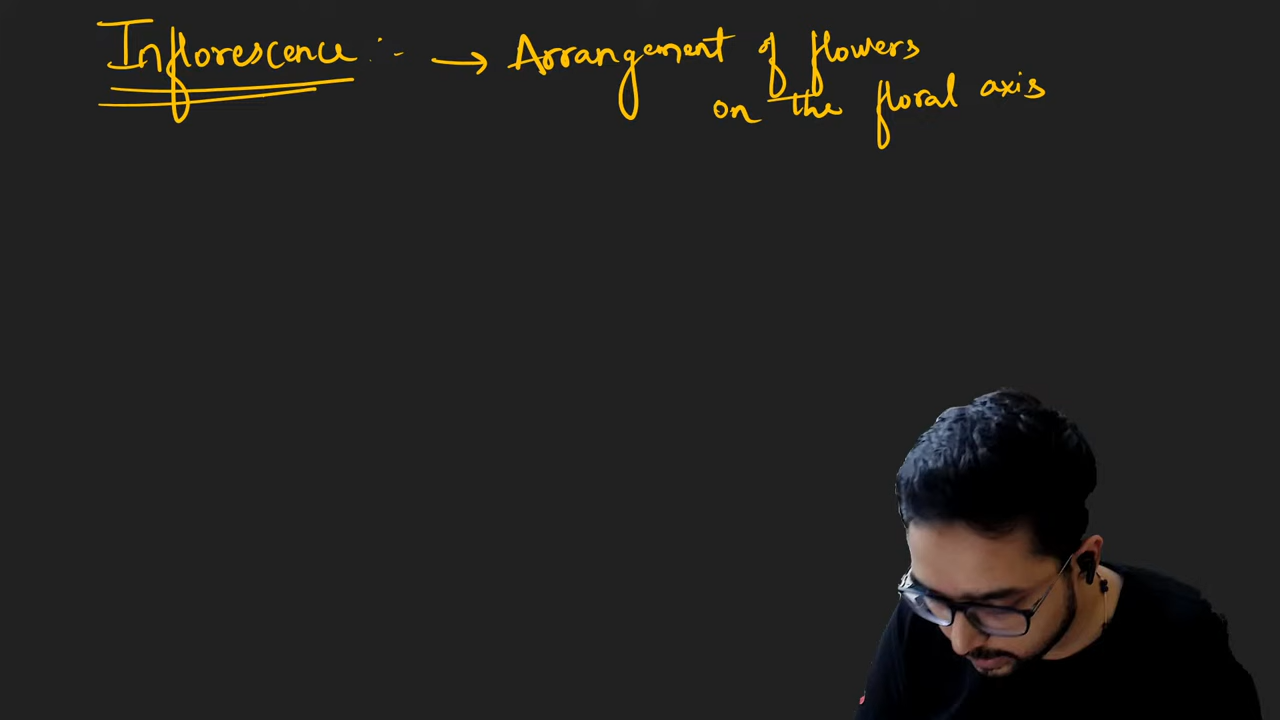 Inflorescence :- → Arrangement of flowers
on the floral axis